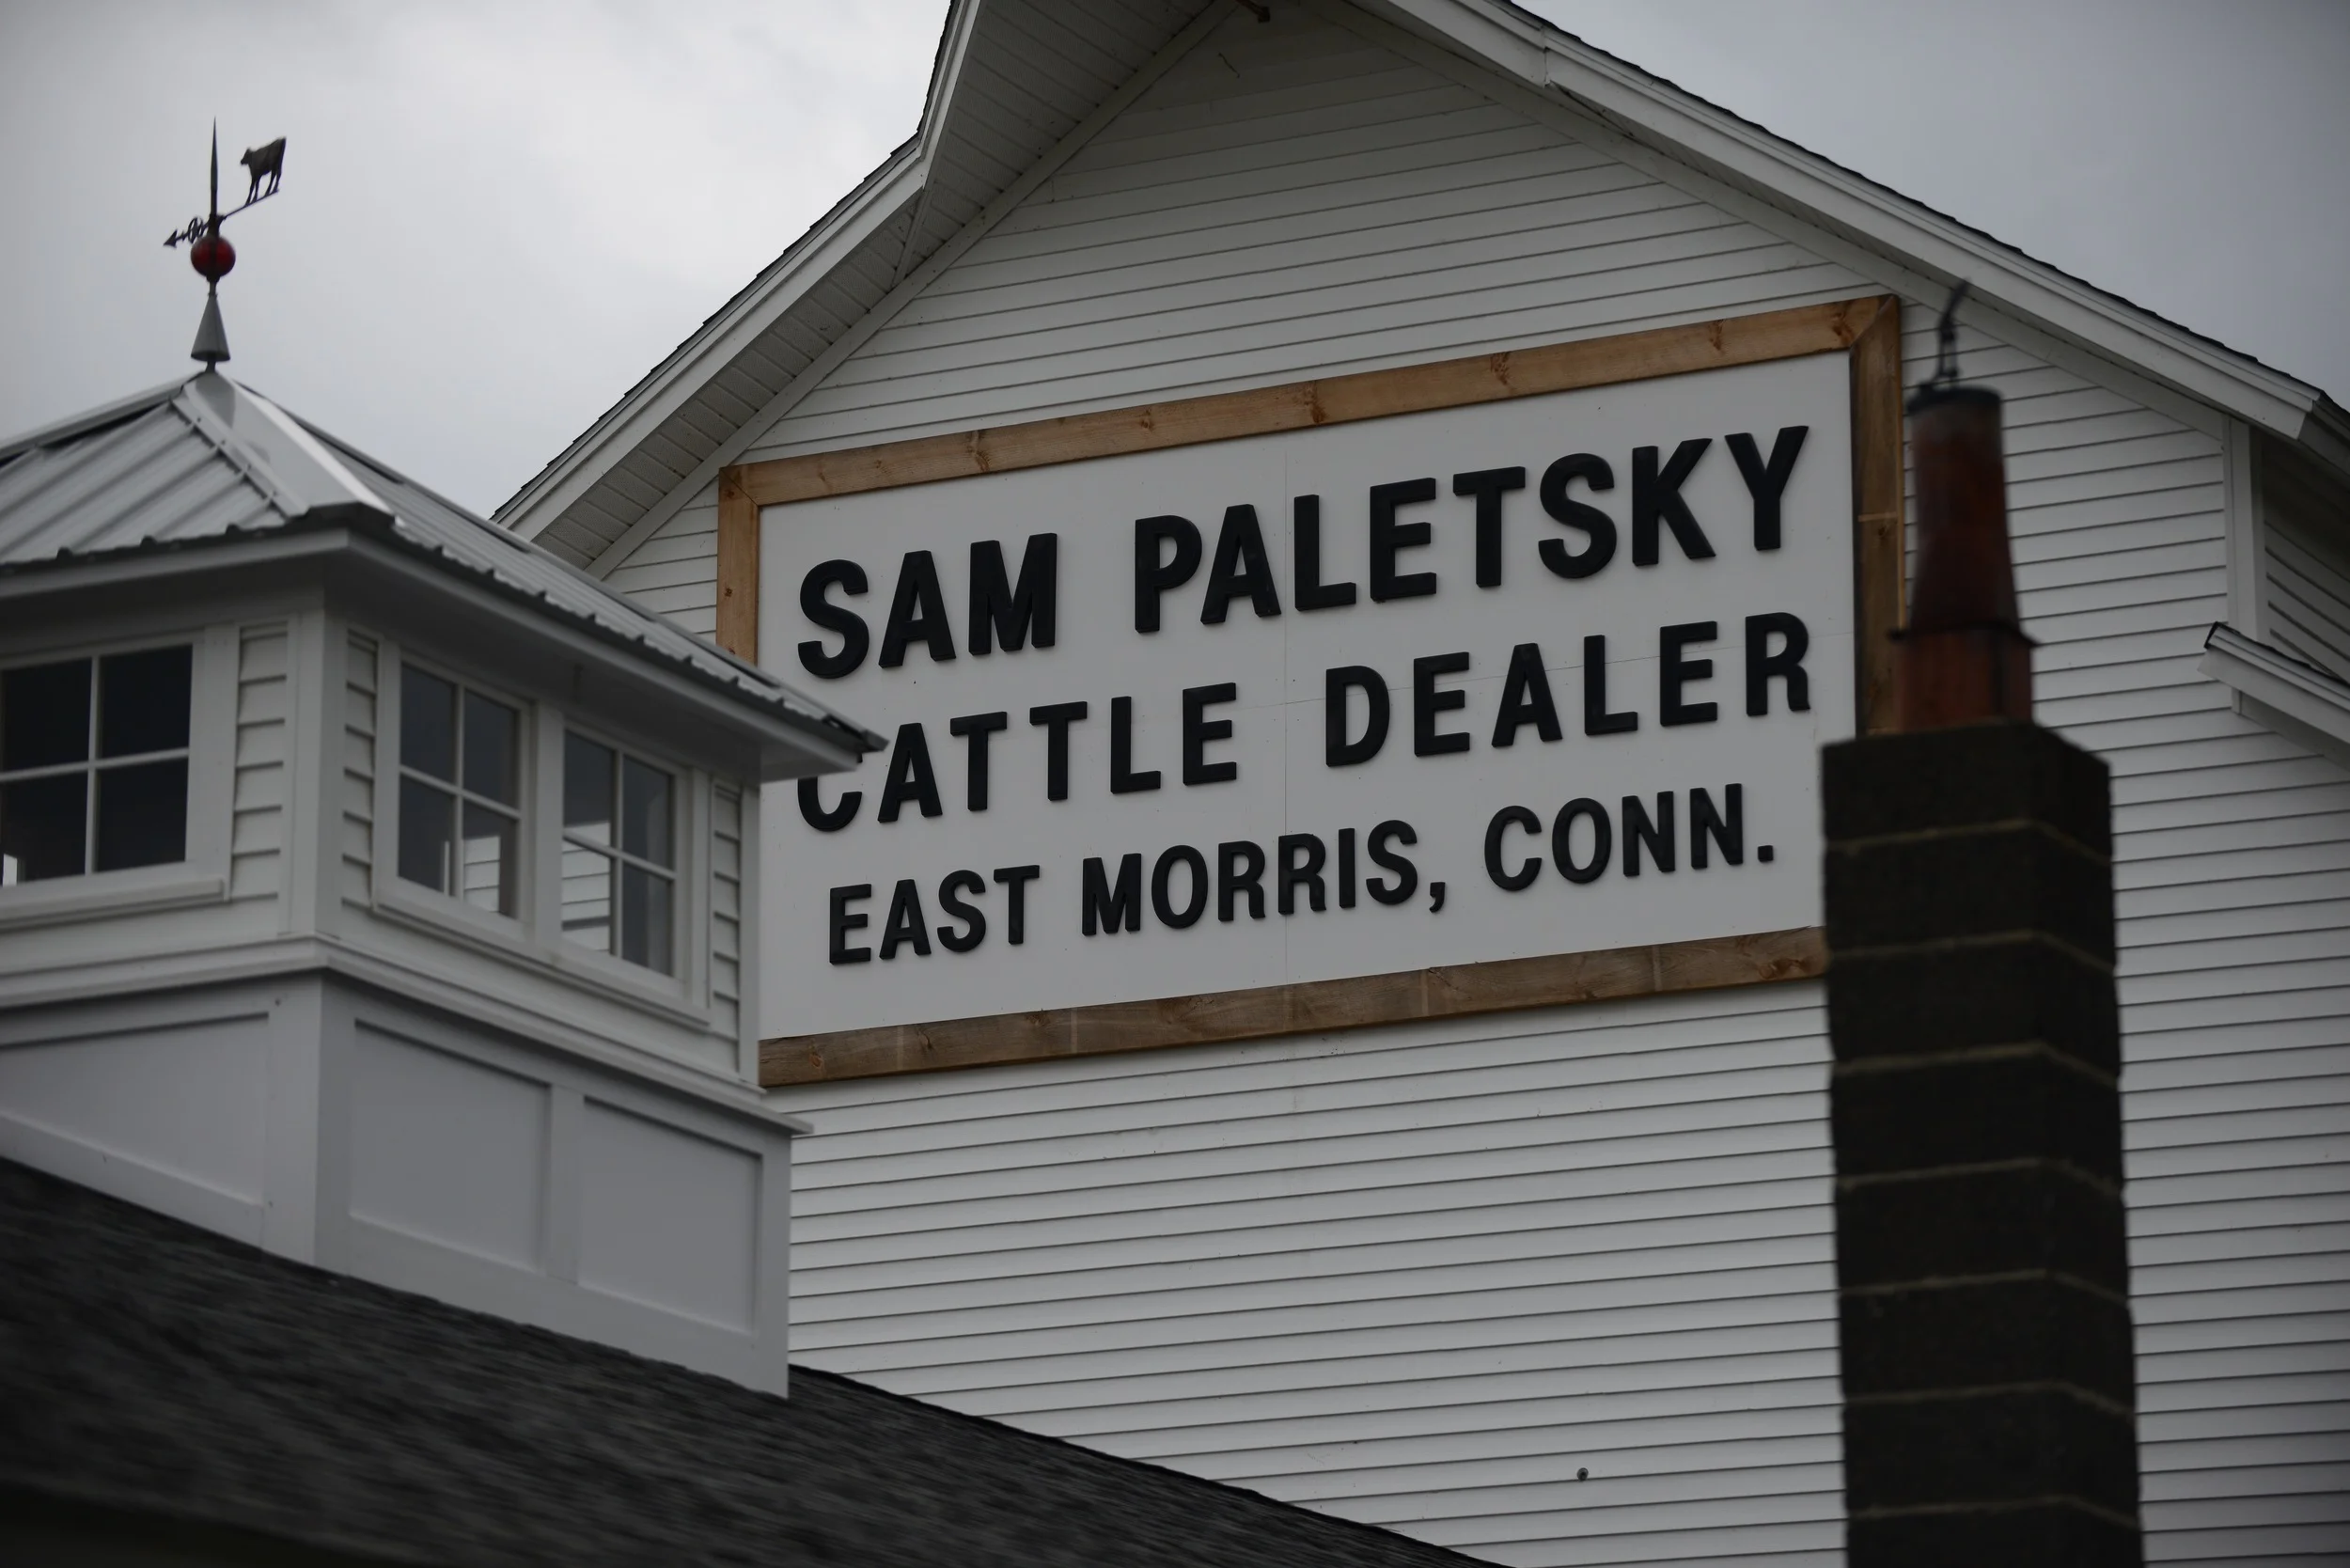 SAM PALETSKY
CATTLE DEALER
EAST MORRIS, CONN.